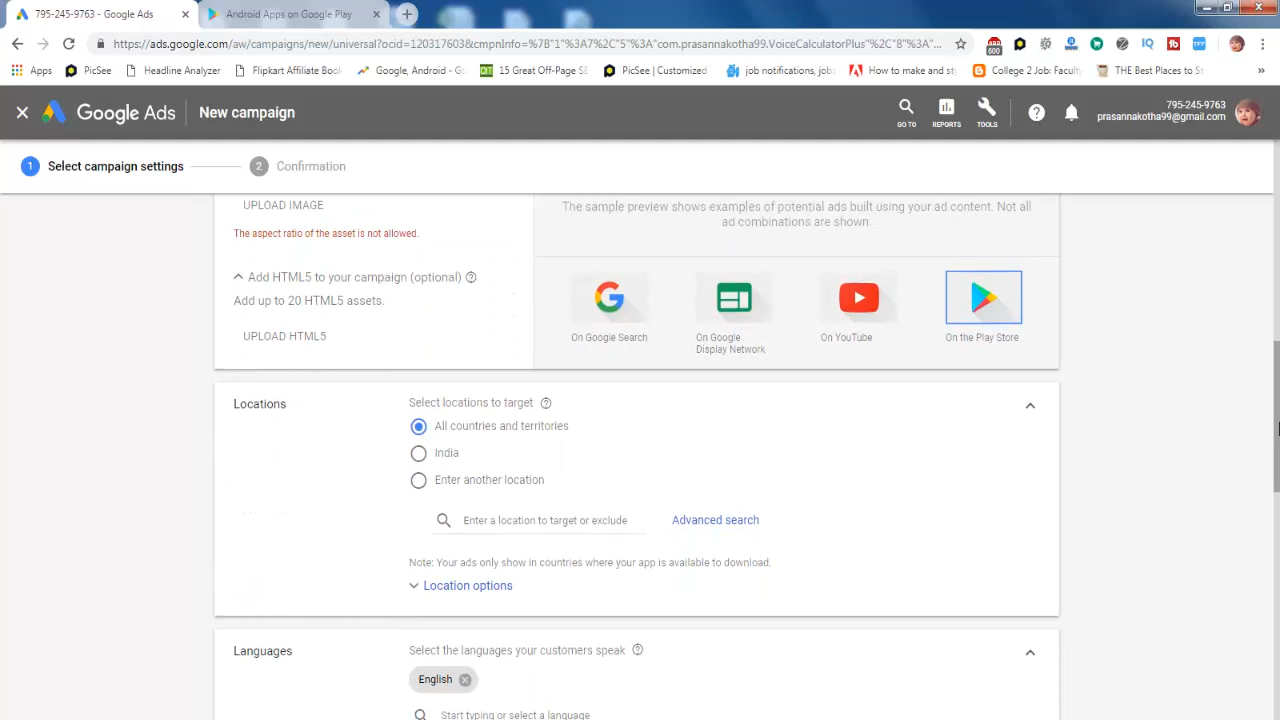 795-245-9763 - Google Ads
Android Apps on Google Play
https://ads.google.com/aw/campaigns/new/universal?ocid=120317603&cmpnInfo=%7B"1"%3A7%2C"5"%3A"com.prasannakotha99.VoiceCalculatorPlus"%2C"8"%3A...
600
Apps
PicSee
Headline Analyzer
Flipkart Affiliate Book
Google, Android - G
15 Great Off-Page SE
PicSee | Customized
job notifications, job
How to make and sty
College 2 Job: Facult
THE Best Places to S
»
Google Ads
New campaign
GO TO
REPORTS
TOOLS
795-245-9763
prasannakotha99@gmail.com
1
Select campaign settings
2
Confirmation
UPLOAD IMAGE
The aspect ratio of the asset is not allowed.
Add HTML5 to your campaign (optional)
Add up to 20 HTML5 assets.
UPLOAD HTML5
The sample preview shows examples of potential ads built using your ad content. Not all
ad combinations are shown.
On Google Search
On Google
Display Network
On YouTube
On the Play Store
Locations
Select locations to target
All countries and territories
India
Enter another location
Enter a location to target or exclude
Advanced search
Note: Your ads only show in countries where your app is available to download.
Location options
Languages
Select the languages your customers speak
English
Start typing or select a language